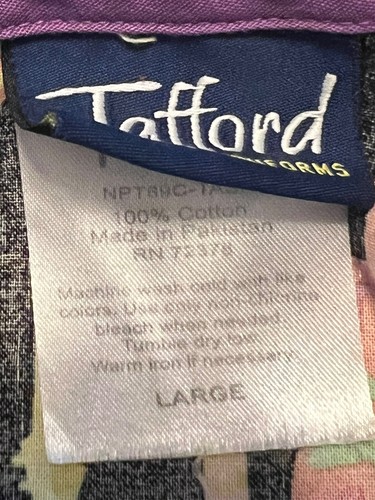 Tafford
100% Cotton
Made in Pakistan
RN 72378
Machine wash cold with like
colors. Use only non-chlorine
bleach when needed.
Tumble dry low.
Warm iron if necessary.
LARGE